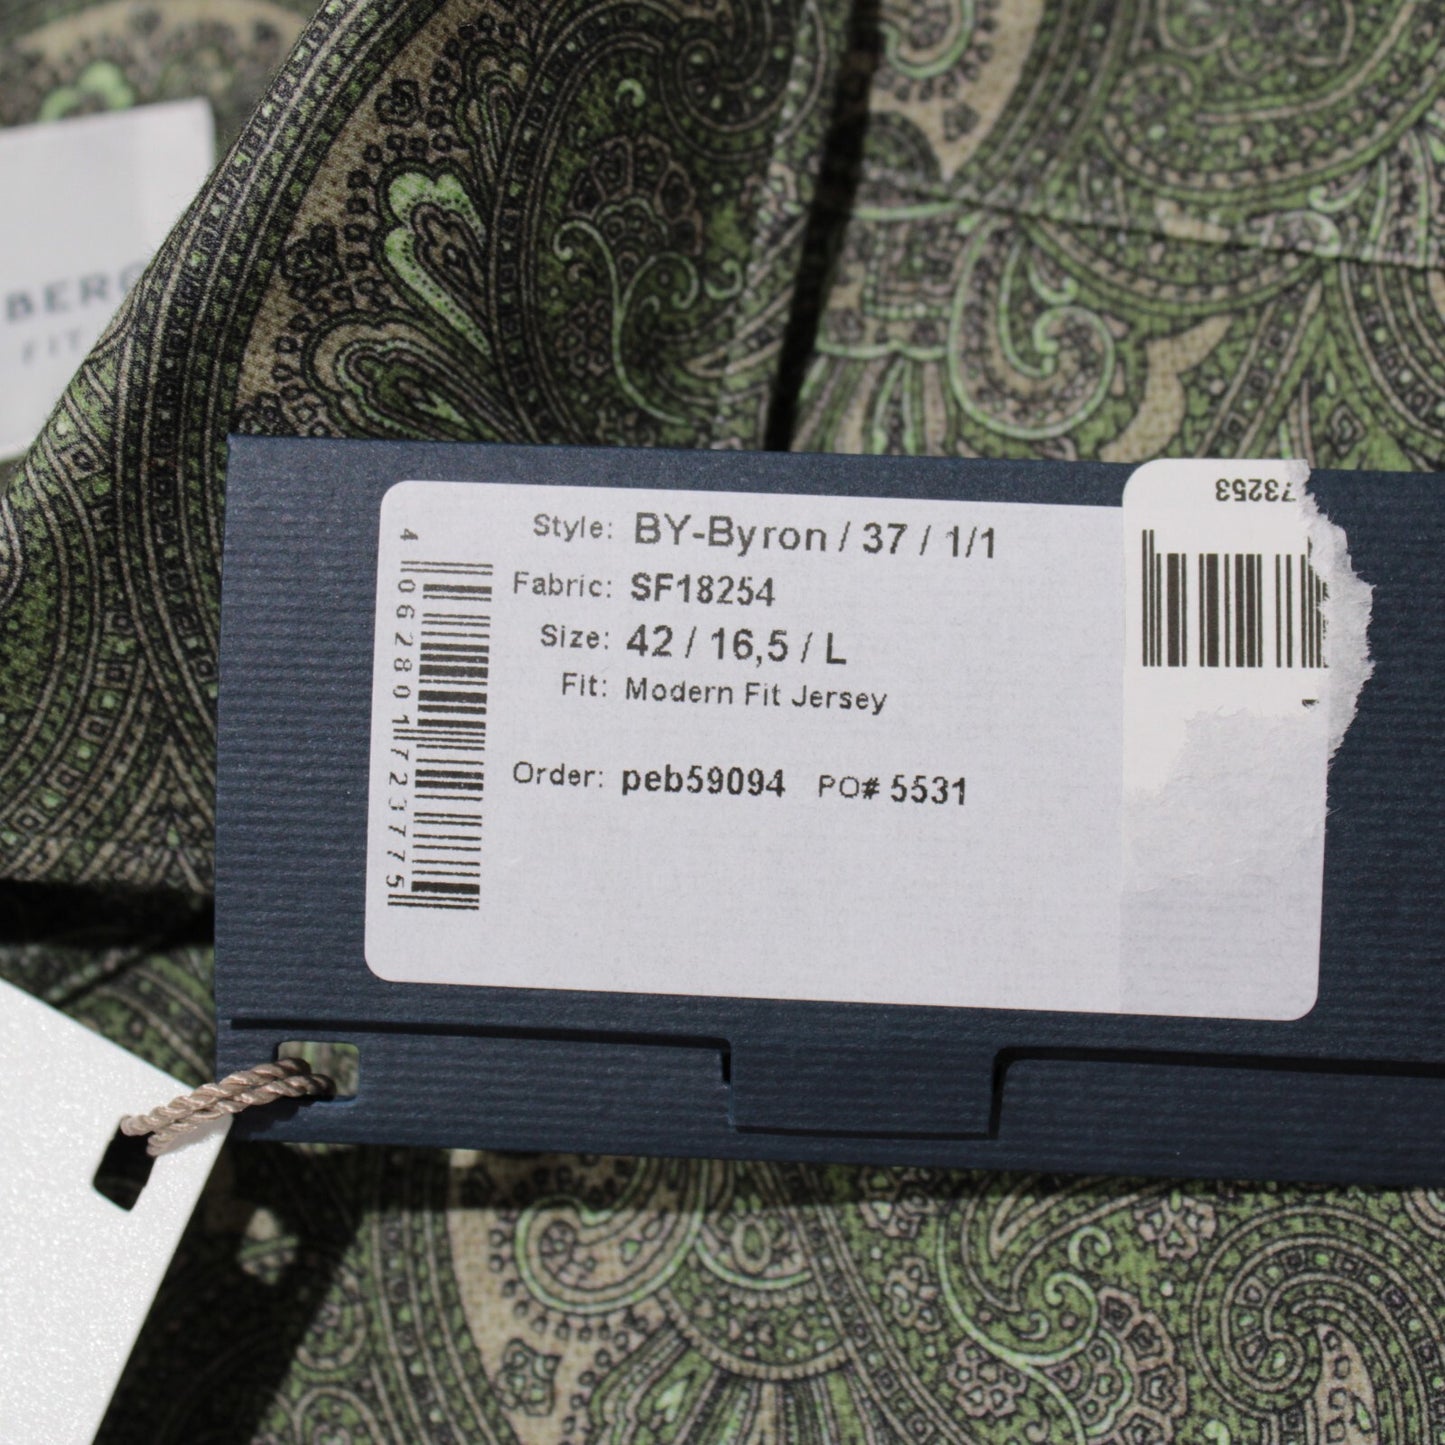 BERG
FIT
73253
Style: BY-Byron / 37 / 1/1
Fabric: SF18254
Size: 42 / 16,5 / L
Fit: Modern Fit Jersey
Order: peb59094 PO# 5531
4 062801 723775